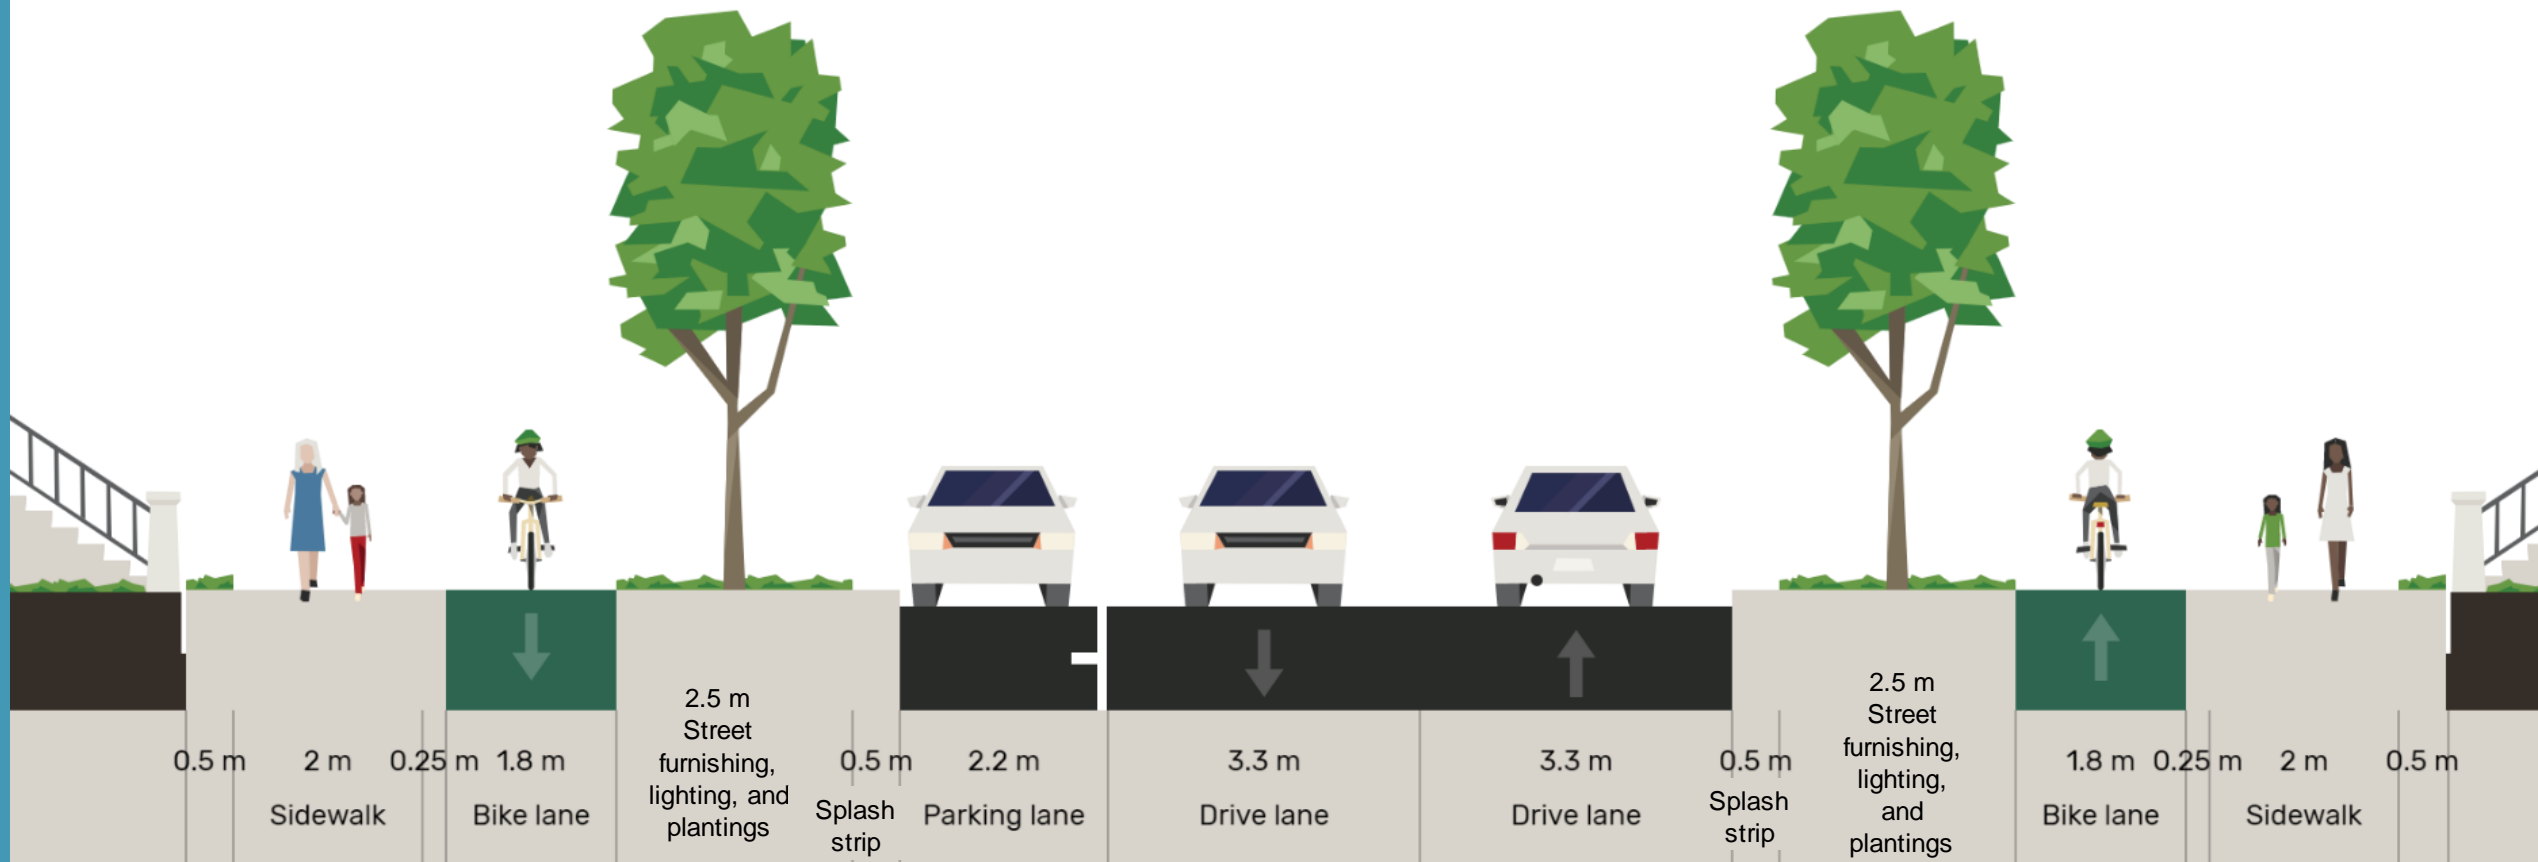 2.5 m
Street
furnishing,
lighting, and
plantings
2.5 m
Street
furnishing,
lighting,
and
plantings
0.5 m 2 m 0.25 m 1.8 m 0.5 m 2.2 m 3.3 m 3.3 m 0.5 m 1.8 m 0.25 m 2 m 0.5 m
Sidewalk Bike lane
Splash
strip
Parking lane Drive lane Drive lane
Splash
strip
Bike lane Sidewalk